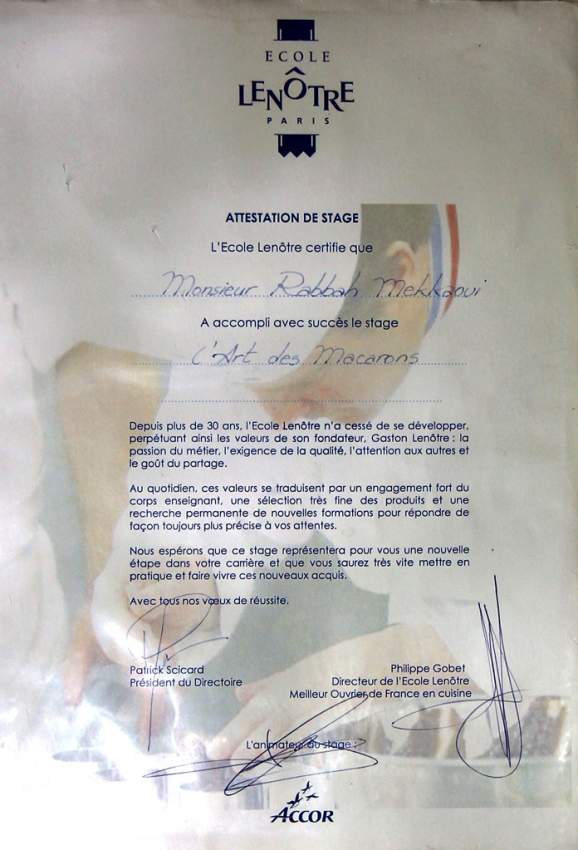 ECOLE
LENÔTRE
PARIS
ATTESTATION DE STAGE
L'Ecole Lenôtre certifie que
Monsieur Rabbah Mekkaoui
A accompli avec succès le stage
L'Art des Macarons
Depuis plus de 30 ans, l'Ecole Lenôtre n'a cessé de se développer,
perpétuant ainsi les valeurs de son fondateur, Gaston Lenôtre : la
passion du métier, l'exigence de la qualité, l'attention aux autres et
le goût du partage.
Au quotidien, ces valeurs se traduisent par un engagement fort du
corps enseignant, une sélection très fine des produits et une
recherche permanente de nouvelles formations pour répondre de
façon toujours plus précise à vos attentes.
Nous espérons que ce stage représentera pour vous une nouvelle
étape dans votre carrière et que vous saurez très vite mettre en
pratique et faire vivre ces nouveaux acquis.
Avec tous nos vœux de réussite.
Patrick Scicard
Président du Directoire
Philippe Gobet
Directeur de l'Ecole Lenôtre
Meilleur Ouvrier de France en cuisine
L'animateur du stage :
ACCOR